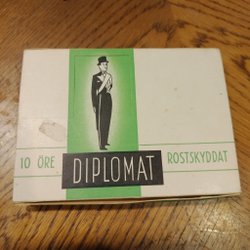 10 ÖRE DIPLOMAT ROSTSKYDDAT